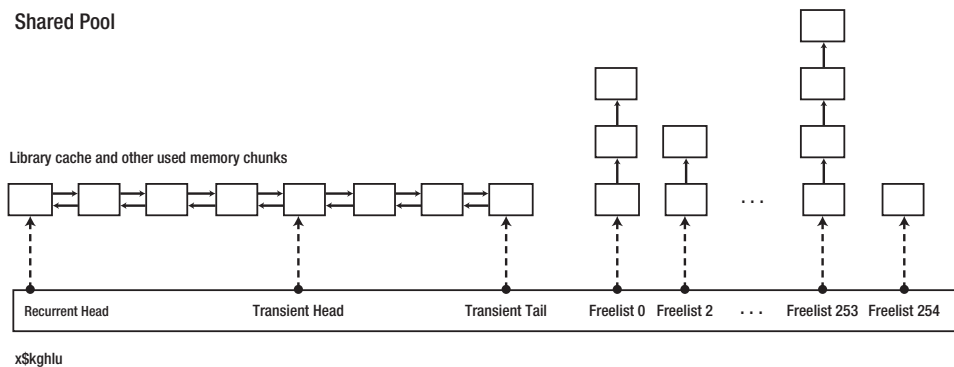 Shared Pool
Library cache and other used memory chunks
. . .
Recurrent Head Transient Head Transient Tail Freelist 0 Freelist 2 . . . Freelist 253 Freelist 254
x$kghlu